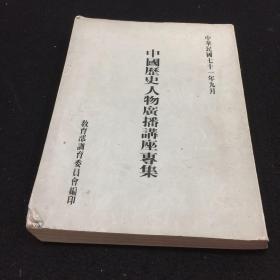 中華民國七十一年九月
中國歷史人物廣播講座專集
教育部訓育委員會編印